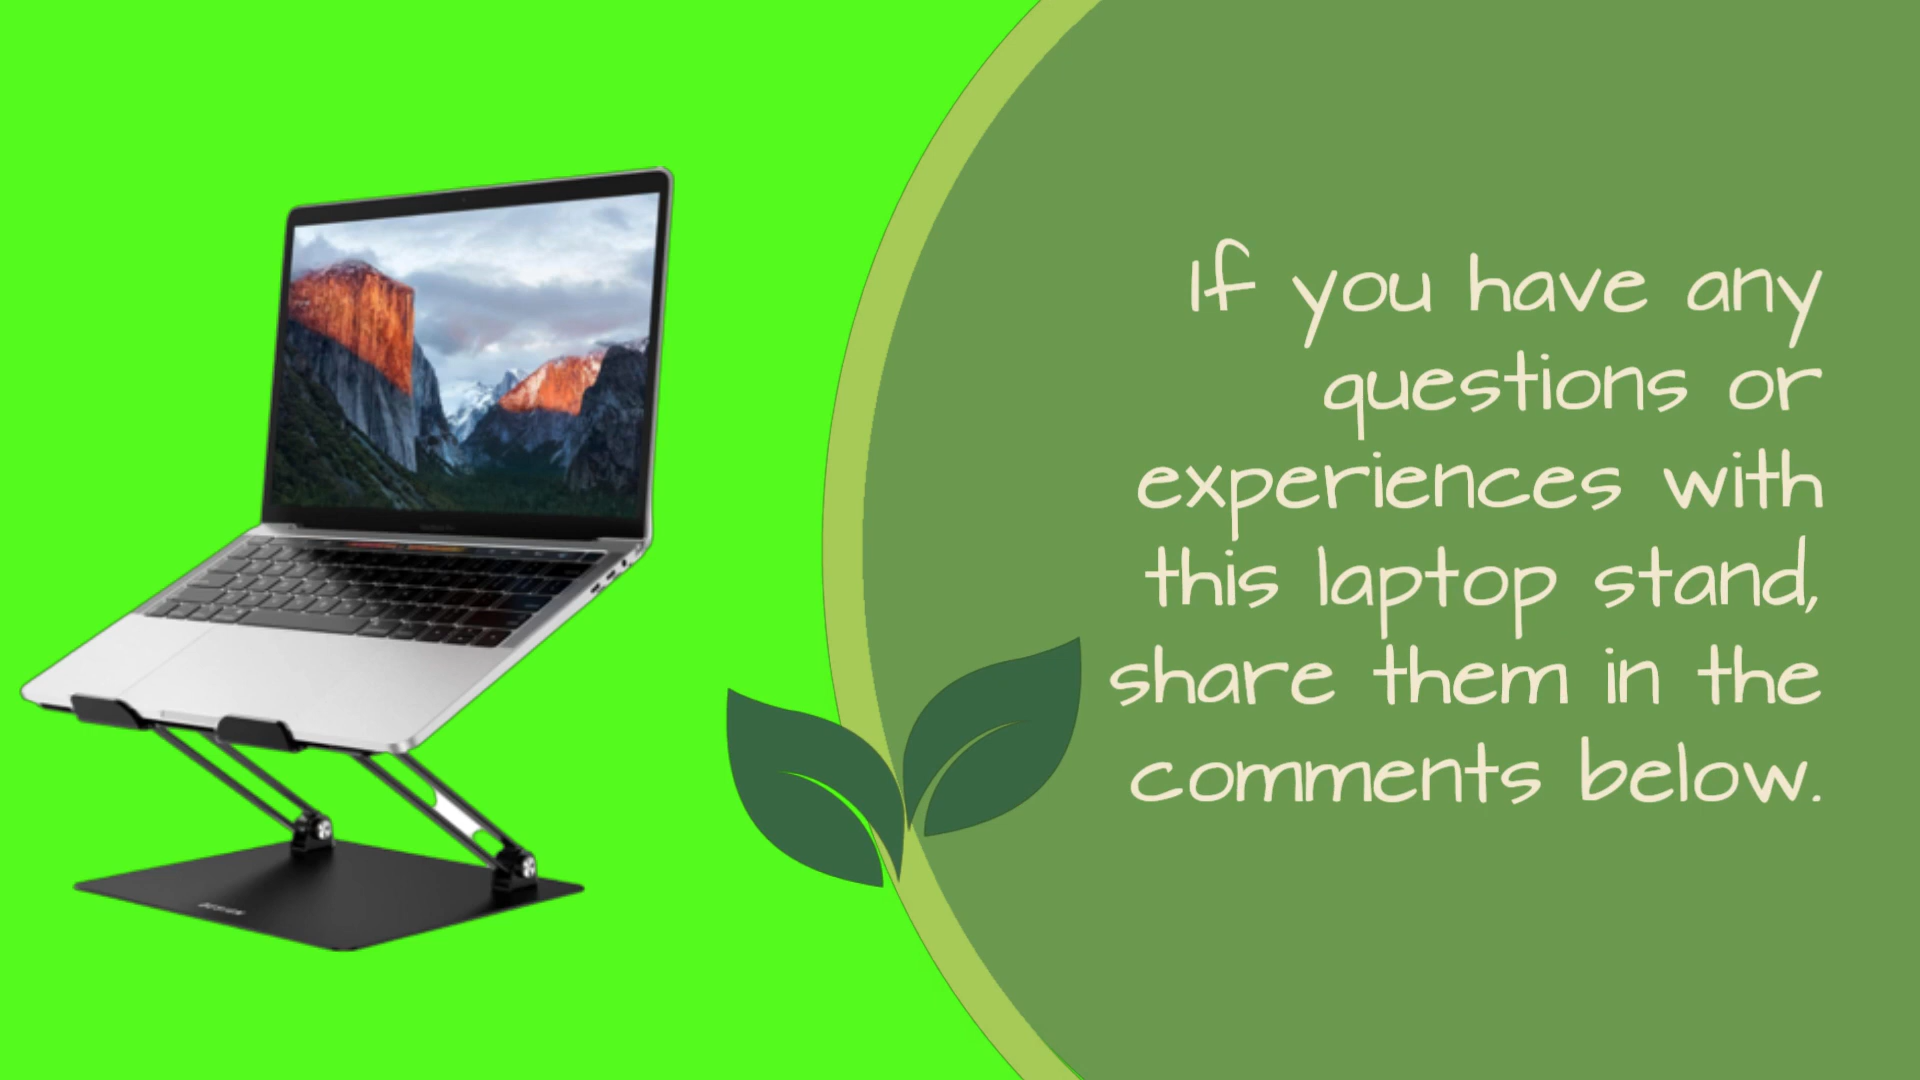 If you have any
questions or
experiences with
this laptop stand,
share them in the
comments below.